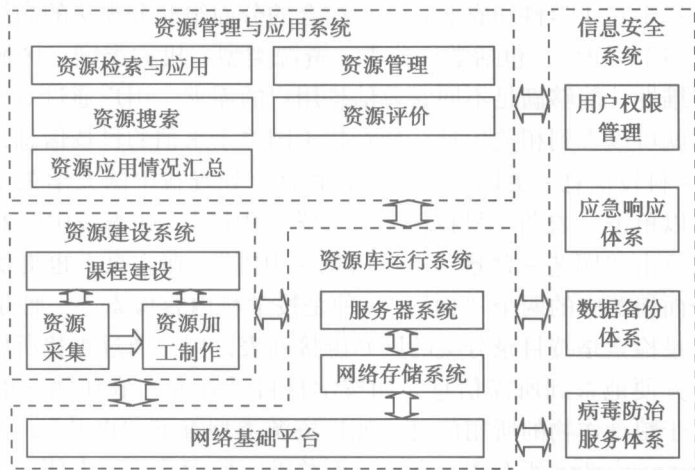 资源管理与应用系统
资源检索与应用
资源管理
资源搜索
资源评价
资源应用情况汇总
信息安全
系统
用户权限
管理
应急响应
体系
数据备份
体系
病毒防治
服务体系
资源建设系统
课程建设
资源
采集
资源加
工制作
资源库运行系统
服务器系统
网络存储系统
网络基础平台